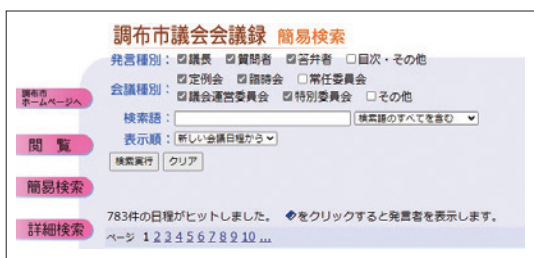 調布市議会会議録 簡易検索
発言種別：☑議長 ☑質問者 ☑答弁者 □目次・その他
会議種別：☑定例会 ☑臨時会 □常任委員会
☑議会運営委員会 ☑特別委員会 □その他
検索語： 検索語のすべてを含む
表示順：新しい会議日程から
検索実行 クリア
調布市
ホームページへ
閲 覧
簡易検索
詳細検索
783件の日程がヒットしました。 �をクリックすると発言者を表示します。
ページ 1 2 3 4 5 6 7 8 9 10 ...